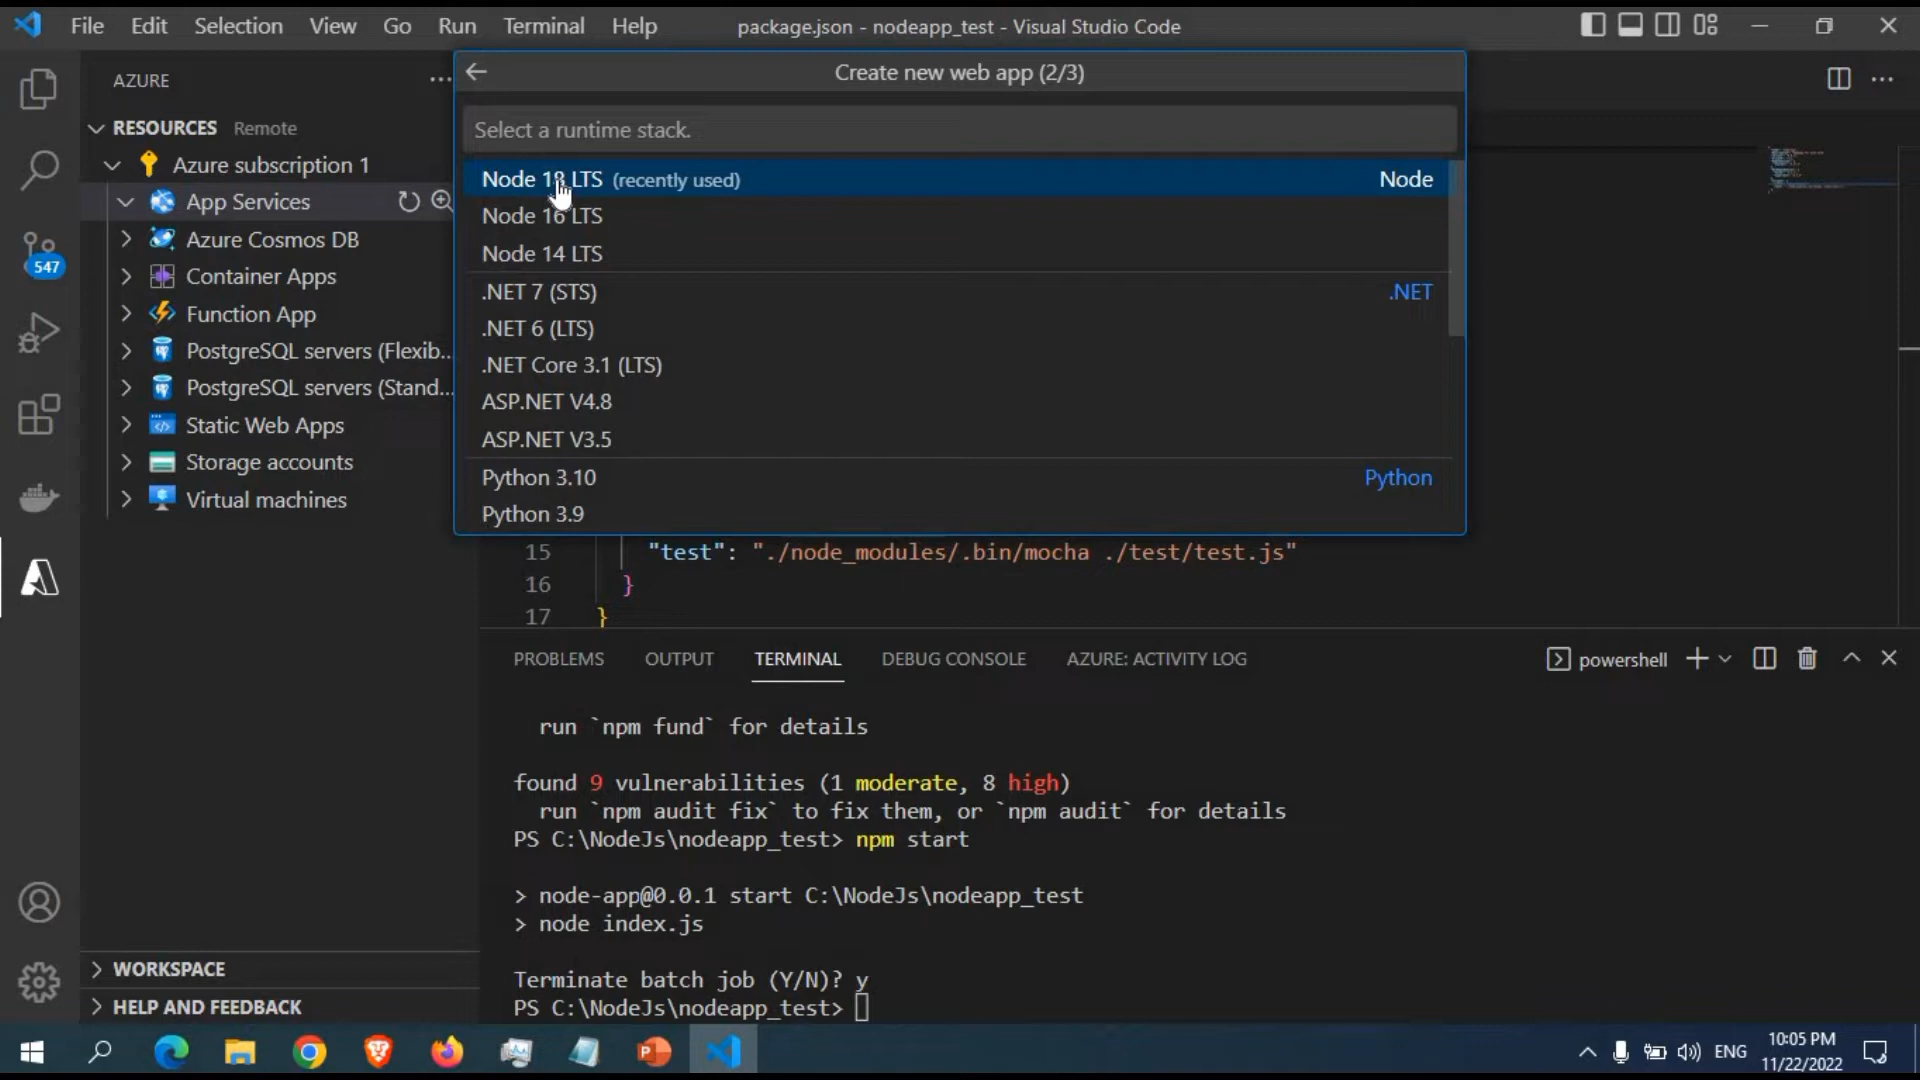 File Edit Selection View Go Run Terminal Help package.json - nodeapp_test - Visual Studio Code
AZURE
RESOURCES Remote
Azure subscription 1
App Services
Azure Cosmos DB
Container Apps
Function App
PostgreSQL servers (Flexib...
PostgreSQL servers (Stand...
Static Web Apps
Storage accounts
Virtual machines
547
WORKSPACE
HELP AND FEEDBACK
Create new web app (2/3)
Select a runtime stack.
Node 18 LTS (recently used) Node
Node 16 LTS
Node 14 LTS
.NET 7 (STS) .NET
.NET 6 (LTS)
.NET Core 3.1 (LTS)
ASP.NET V4.8
ASP.NET V3.5
Python 3.10 Python
Python 3.9
15 "test": "./node_modules/.bin/mocha ./test/test.js"
16 }
17 }
PROBLEMS OUTPUT TERMINAL DEBUG CONSOLE AZURE: ACTIVITY LOG powershell
run `npm fund` for details
found 9 vulnerabilities (1 moderate, 8 high)
run `npm audit fix` to fix them, or `npm audit` for details
PS C:\NodeJs\nodeapp_test> npm start
> node-app@0.0.1 start C:\NodeJs\nodeapp_test
> node index.js
Terminate batch job (Y/N)? y
PS C:\NodeJs\nodeapp_test>
ENG
10:05 PM
11/22/2022